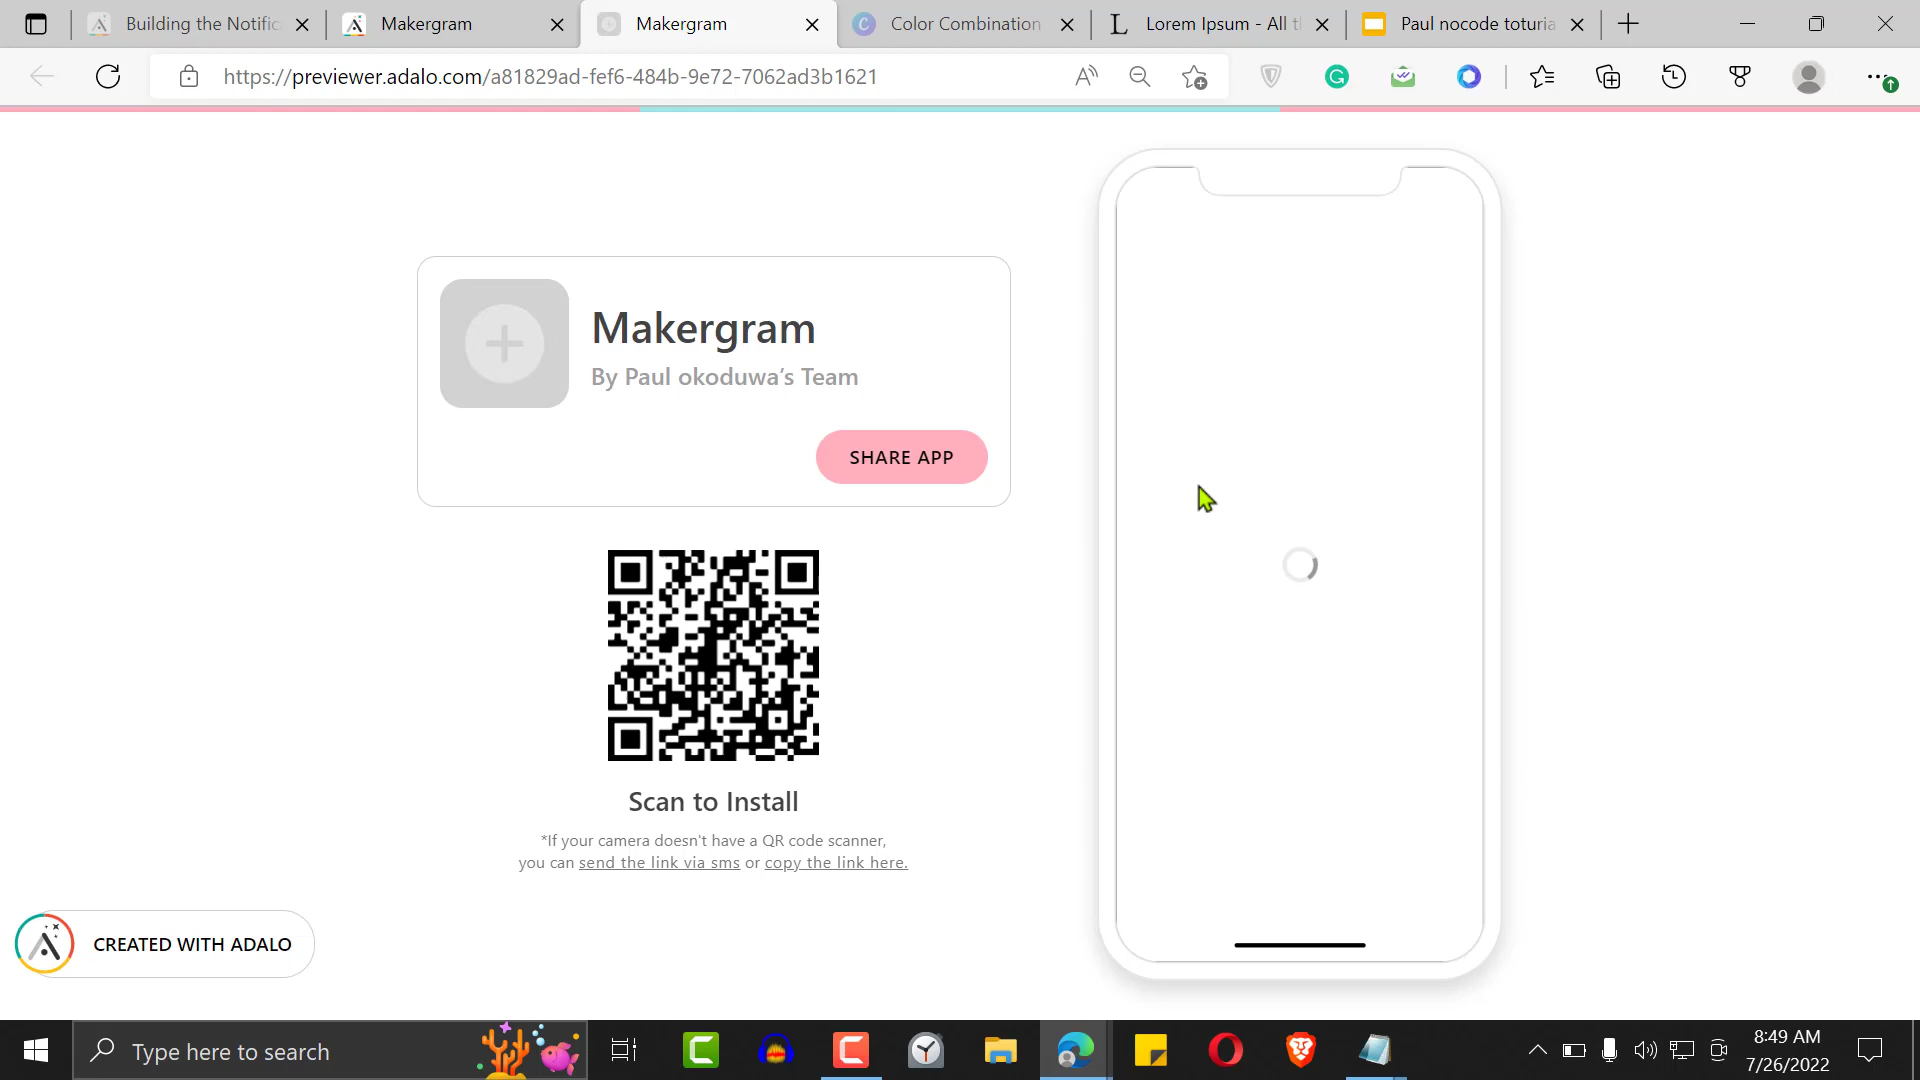 Building the Notific
Makergram
Makergram
Color Combination
Lorem Ipsum - All t
Paul nocode toturia
https://previewer.adalo.com/a81829ad-fef6-484b-9e72-7062ad3b1621
Makergram
By Paul okoduwa's Team
SHARE APP
Scan to Install
*If your camera doesn't have a QR code scanner,
you can send the link via sms or copy the link here.
CREATED WITH ADALO
Type here to search
8:49 AM
7/26/2022